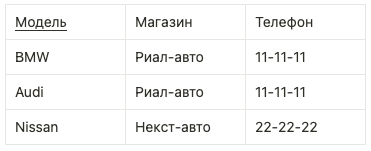 Модель Магазин Телефон
BMW Риал-авто 11-11-11
Audi Риал-авто 11-11-11
Nissan Некст-авто 22-22-22